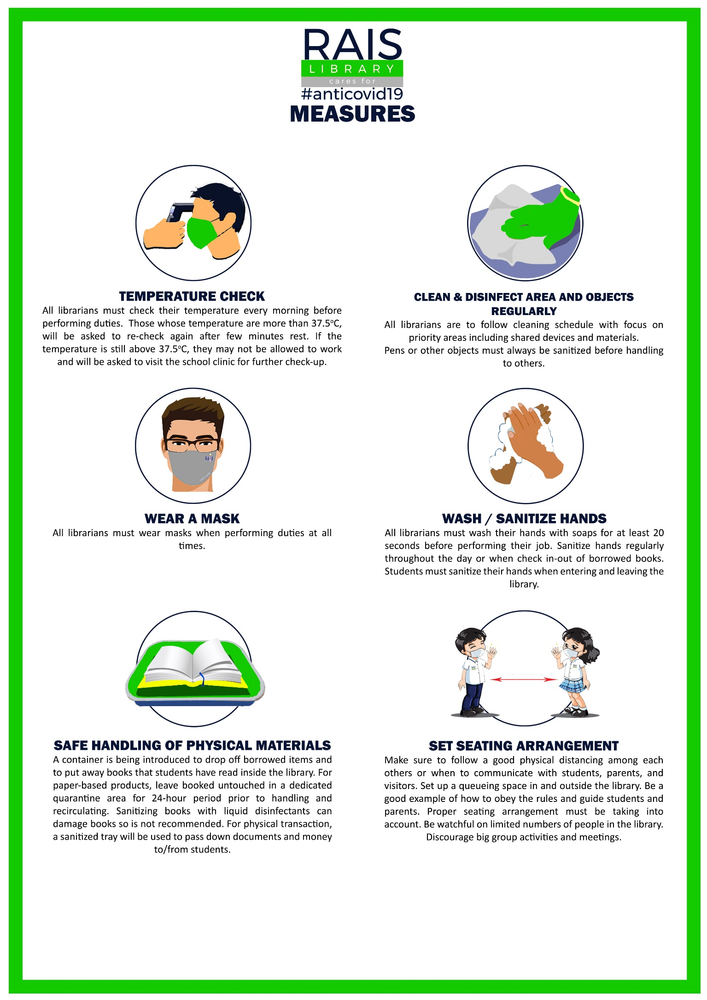 RAIS
LIBRARY
cares for
#anticovid19
MEASURES
TEMPERATURE CHECK
All librarians must check their temperature every morning before
performing duties. Those whose temperature are more than 37.5°C,
will be asked to re-check again after few minutes rest. If the
temperature is still above 37.5°C, they may not be allowed to work
and will be asked to visit the school clinic for further check-up.
CLEAN & DISINFECT AREA AND OBJECTS
REGULARLY
All librarians are to follow cleaning schedule with focus on
priority areas including shared devices and materials.
Pens or other objects must always be sanitized before handling
to others.
RAIS
WEAR A MASK
All librarians must wear masks when performing duties at all
times.
WASH / SANITIZE HANDS
All librarians must wash their hands with soaps for at least 20
seconds before performing their job. Sanitize hands regularly
throughout the day or when check in-out of borrowed books.
Students must sanitize their hands when entering and leaving the
library.
SAFE HANDLING OF PHYSICAL MATERIALS
A container is being introduced to drop off borrowed items and
to put away books that students have read inside the library. For
paper-based products, leave booked untouched in a dedicated
quarantine area for 24-hour period prior to handling and
recirculating. Sanitizing books with liquid disinfectants can
damage books so is not recommended. For physical transaction,
a sanitized tray will be used to pass down documents and money
to/from students.
SET SEATING ARRANGEMENT
Make sure to follow a good physical distancing among each
others or when to communicate with students, parents, and
visitors. Set up a queueing space in and outside the library. Be a
good example of how to obey the rules and guide students and
parents. Proper seating arrangement must be taking into
account. Be watchful on limited numbers of people in the library.
Discourage big group activities and meetings.